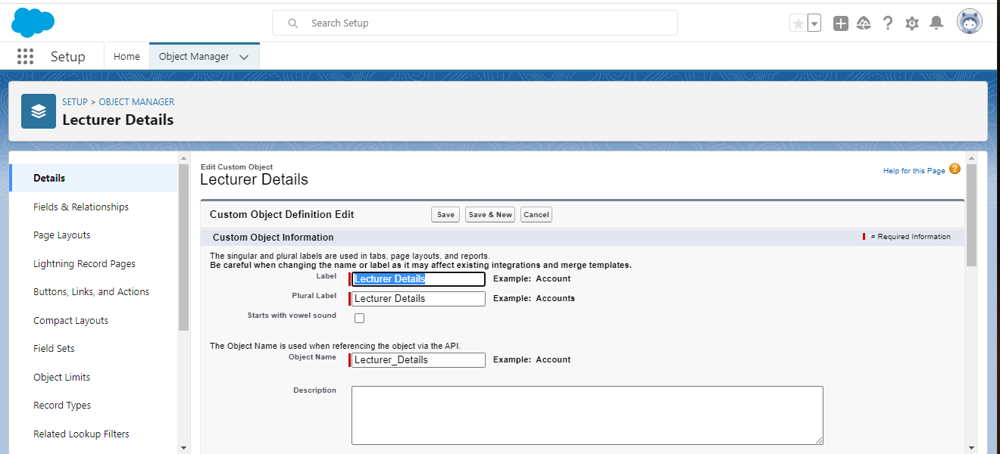 Search Setup
Setup
Home
Object Manager
SETUP > OBJECT MANAGER
Lecturer Details
Details
Fields & Relationships
Page Layouts
Lightning Record Pages
Buttons, Links, and Actions
Compact Layouts
Field Sets
Object Limits
Record Types
Related Lookup Filters
Edit Custom Object
Lecturer Details
Help for this Page ?
Custom Object Definition Edit
Save
Save & New
Cancel
Custom Object Information
= Required Information
The singular and plural labels are used in tabs, page layouts, and reports.
Be careful when changing the name or label as it may affect existing integrations and merge templates.
Label Lecturer Details Example: Account
Plural Label Lecturer Details Example: Accounts
Starts with vowel sound
The Object Name is used when referencing the object via the API.
Object Name Lecturer_Details Example: Account
Description